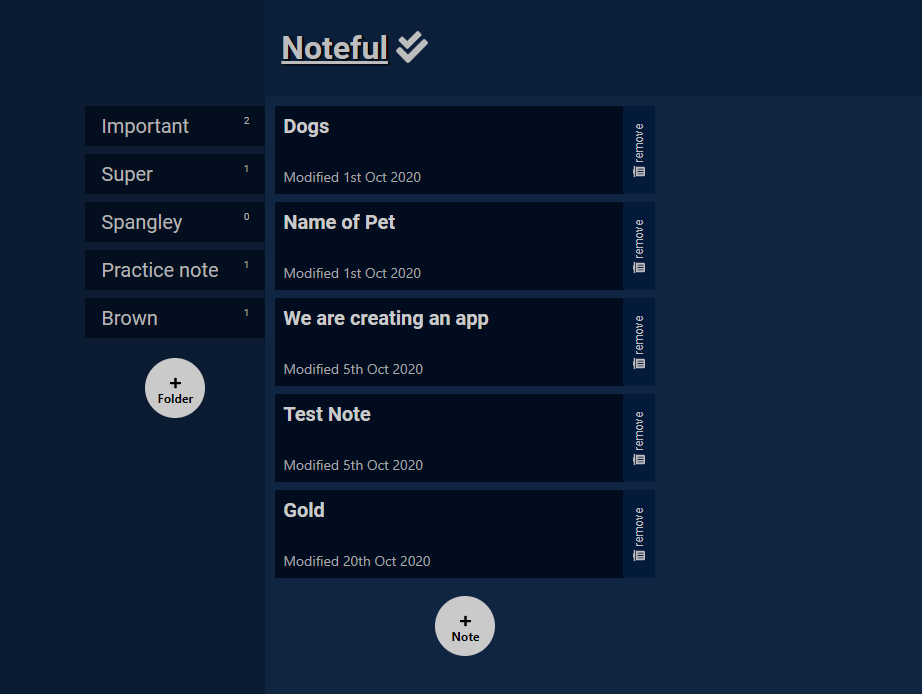 Noteful
Important 2
Super 1
Spangley 0
Practice note 1
Brown 1
+
Folder
Dogs
Modified 1st Oct 2020
remove
Name of Pet
Modified 1st Oct 2020
remove
We are creating an app
Modified 5th Oct 2020
remove
Test Note
Modified 5th Oct 2020
remove
Gold
Modified 20th Oct 2020
remove
+
Note